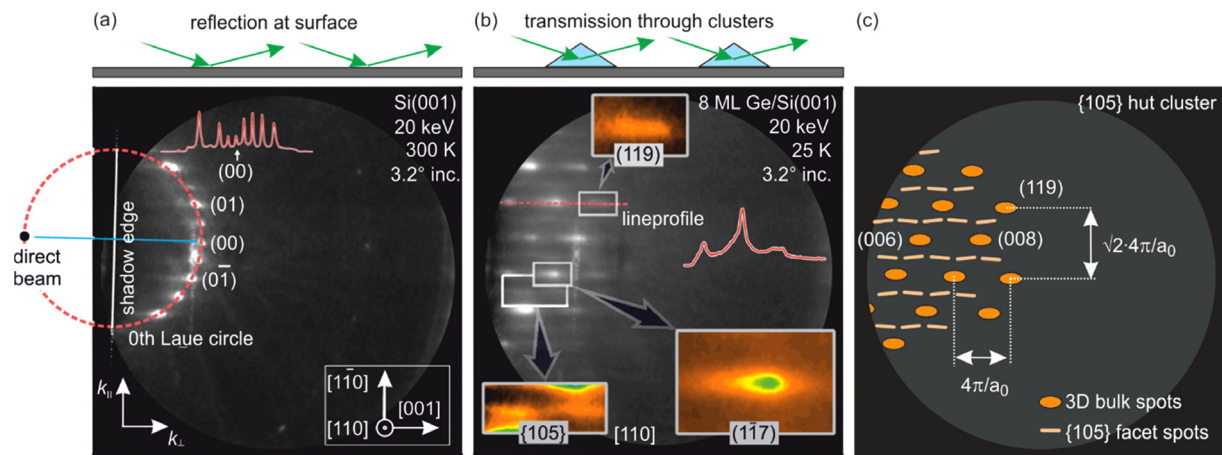 (a)
reflection at surface
Si(001)
20 keV
300 K
3.2° inc.
(00)
(01)
(00)
(01̅)
direct
beam
shadow edge
0th Laue circle
k||
k⊥
[11̅0]
[001]
[110]
(b)
transmission through clusters
8 ML Ge/Si(001)
20 keV
25 K
3.2° inc.
(119)
lineprofile
{105}
[110]
(11̅7)
(c)
{105} hut cluster
(119)
(006)
(008)
√2·4π/a₀
4π/a₀
3D bulk spots
{105} facet spots